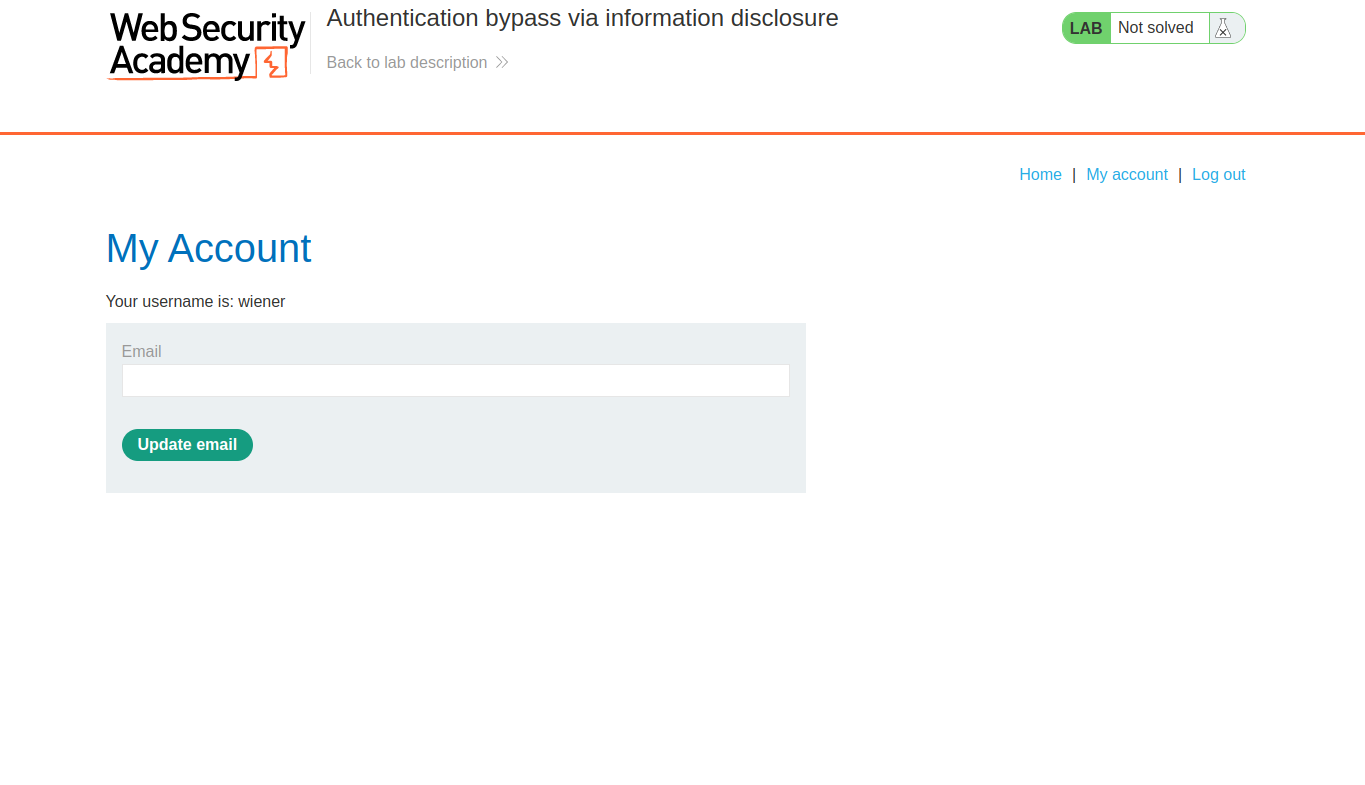 Web Security
Academy
Authentication bypass via information disclosure
Back to lab description
LAB Not solved
Home | My account | Log out
My Account
Your username is: wiener
Email
Update email